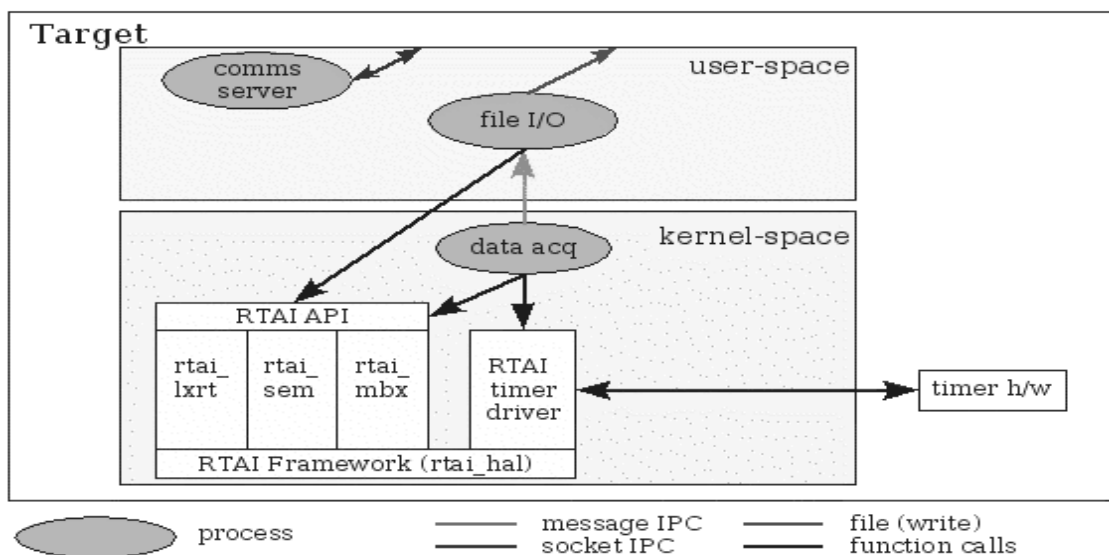 Target
user-space
comms
server
file I/O
kernel-space
data acq
RTAI API
rtai_
lxrt
rtai_
sem
rtai_
mbx
RTAI
timer
driver
timer h/w
RTAI Framework (rtai_hal)
process
message IPC
socket IPC
file (write)
function calls